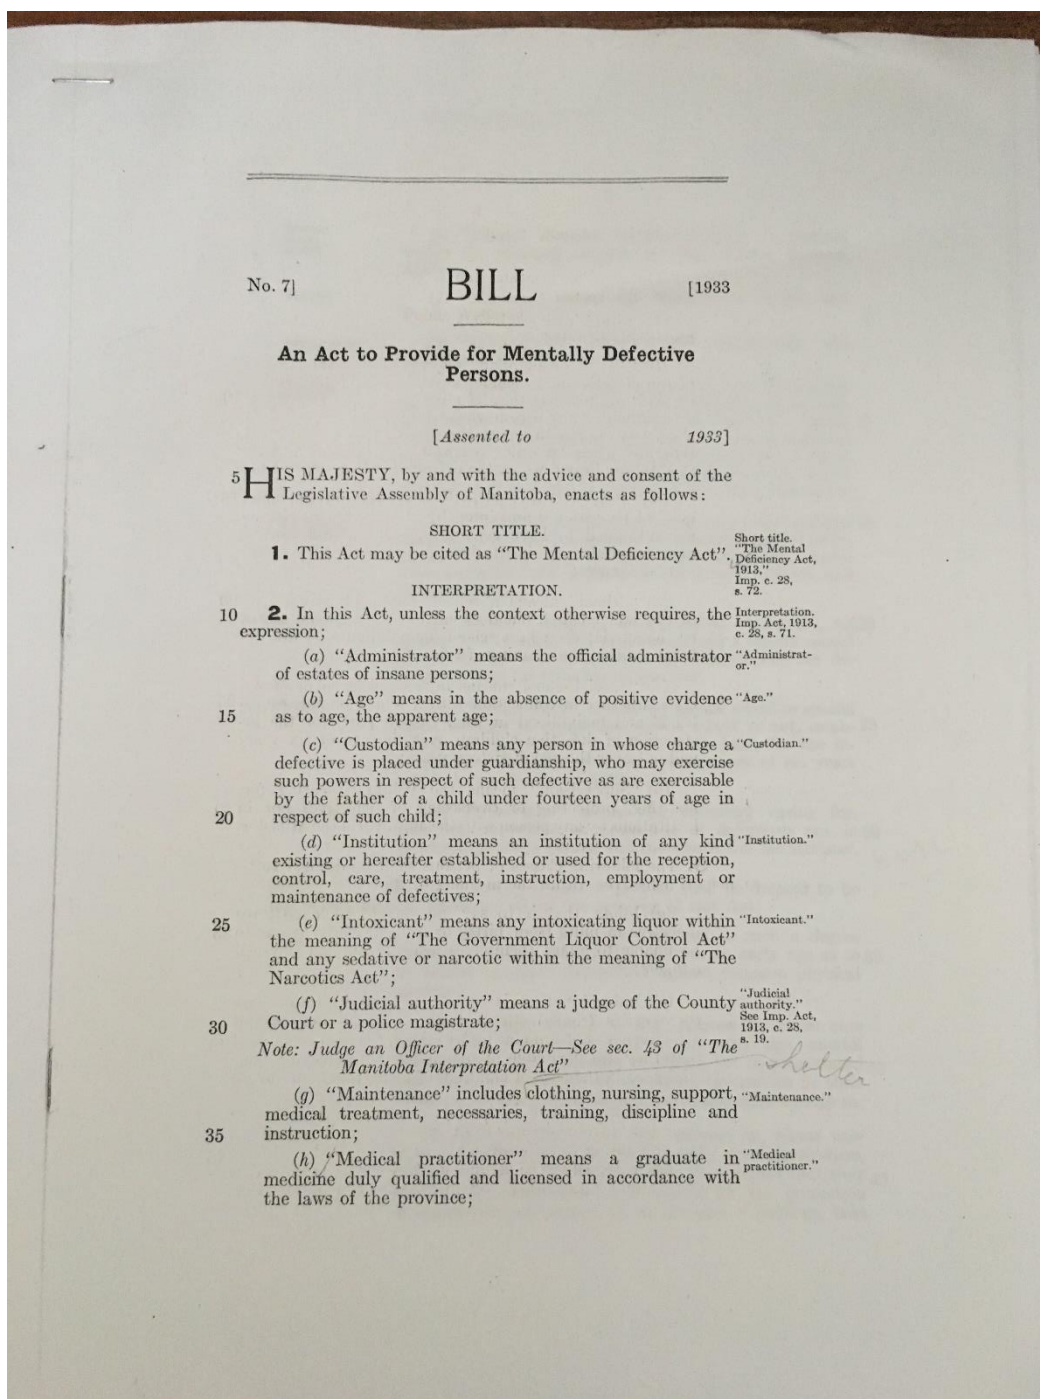 No. 7] BILL [1933
An Act to Provide for Mentally Defective
Persons.
[Assented to 1933]
5 HIS MAJESTY, by and with the advice and consent of the
Legislative Assembly of Manitoba, enacts as follows:
SHORT TITLE.
Short title.
1. This Act may be cited as "The Mental Deficiency Act".
"The Mental
Deficiency Act,
1913,"
Imp. c. 28,
s. 72.
INTERPRETATION.
10 2. In this Act, unless the context otherwise requires, the
expression;
Interpretation.
Imp. Act, 1913,
c. 28, s. 71.
(a) "Administrator" means the official administrator
of estates of insane persons;
"Administrat-
or."
(b) "Age" means in the absence of positive evidence "Age."
15 as to age, the apparent age;
(c) "Custodian" means any person in whose charge a "Custodian."
defective is placed under guardianship, who may exercise
such powers in respect of such defective as are exercisable
by the father of a child under fourteen years of age in
20 respect of such child;
(d) "Institution" means an institution of any kind "Institution."
existing or hereafter established or used for the reception,
control, care, treatment, instruction, employment or
maintenance of defectives;
25 (e) "Intoxicant" means any intoxicating liquor within "Intoxicant."
the meaning of "The Government Liquor Control Act"
and any sedative or narcotic within the meaning of "The
Narcotics Act";
(f) "Judicial authority" means a judge of the County
30 Court or a police magistrate;
"Judicial
authority."
See Imp. Act,
1913, c. 28,
s. 19.
Note: Judge an Officer of the Court—See sec. 43 of "The
Manitoba Interpretation Act"
shelter
(g) "Maintenance" includes clothing, nursing, support, "Maintenance."
medical treatment, necessaries, training, discipline and
35 instruction;
(h) "Medical practitioner" means a graduate in
medicine duly qualified and licensed in accordance with
the laws of the province;
"Medical
practitioner."